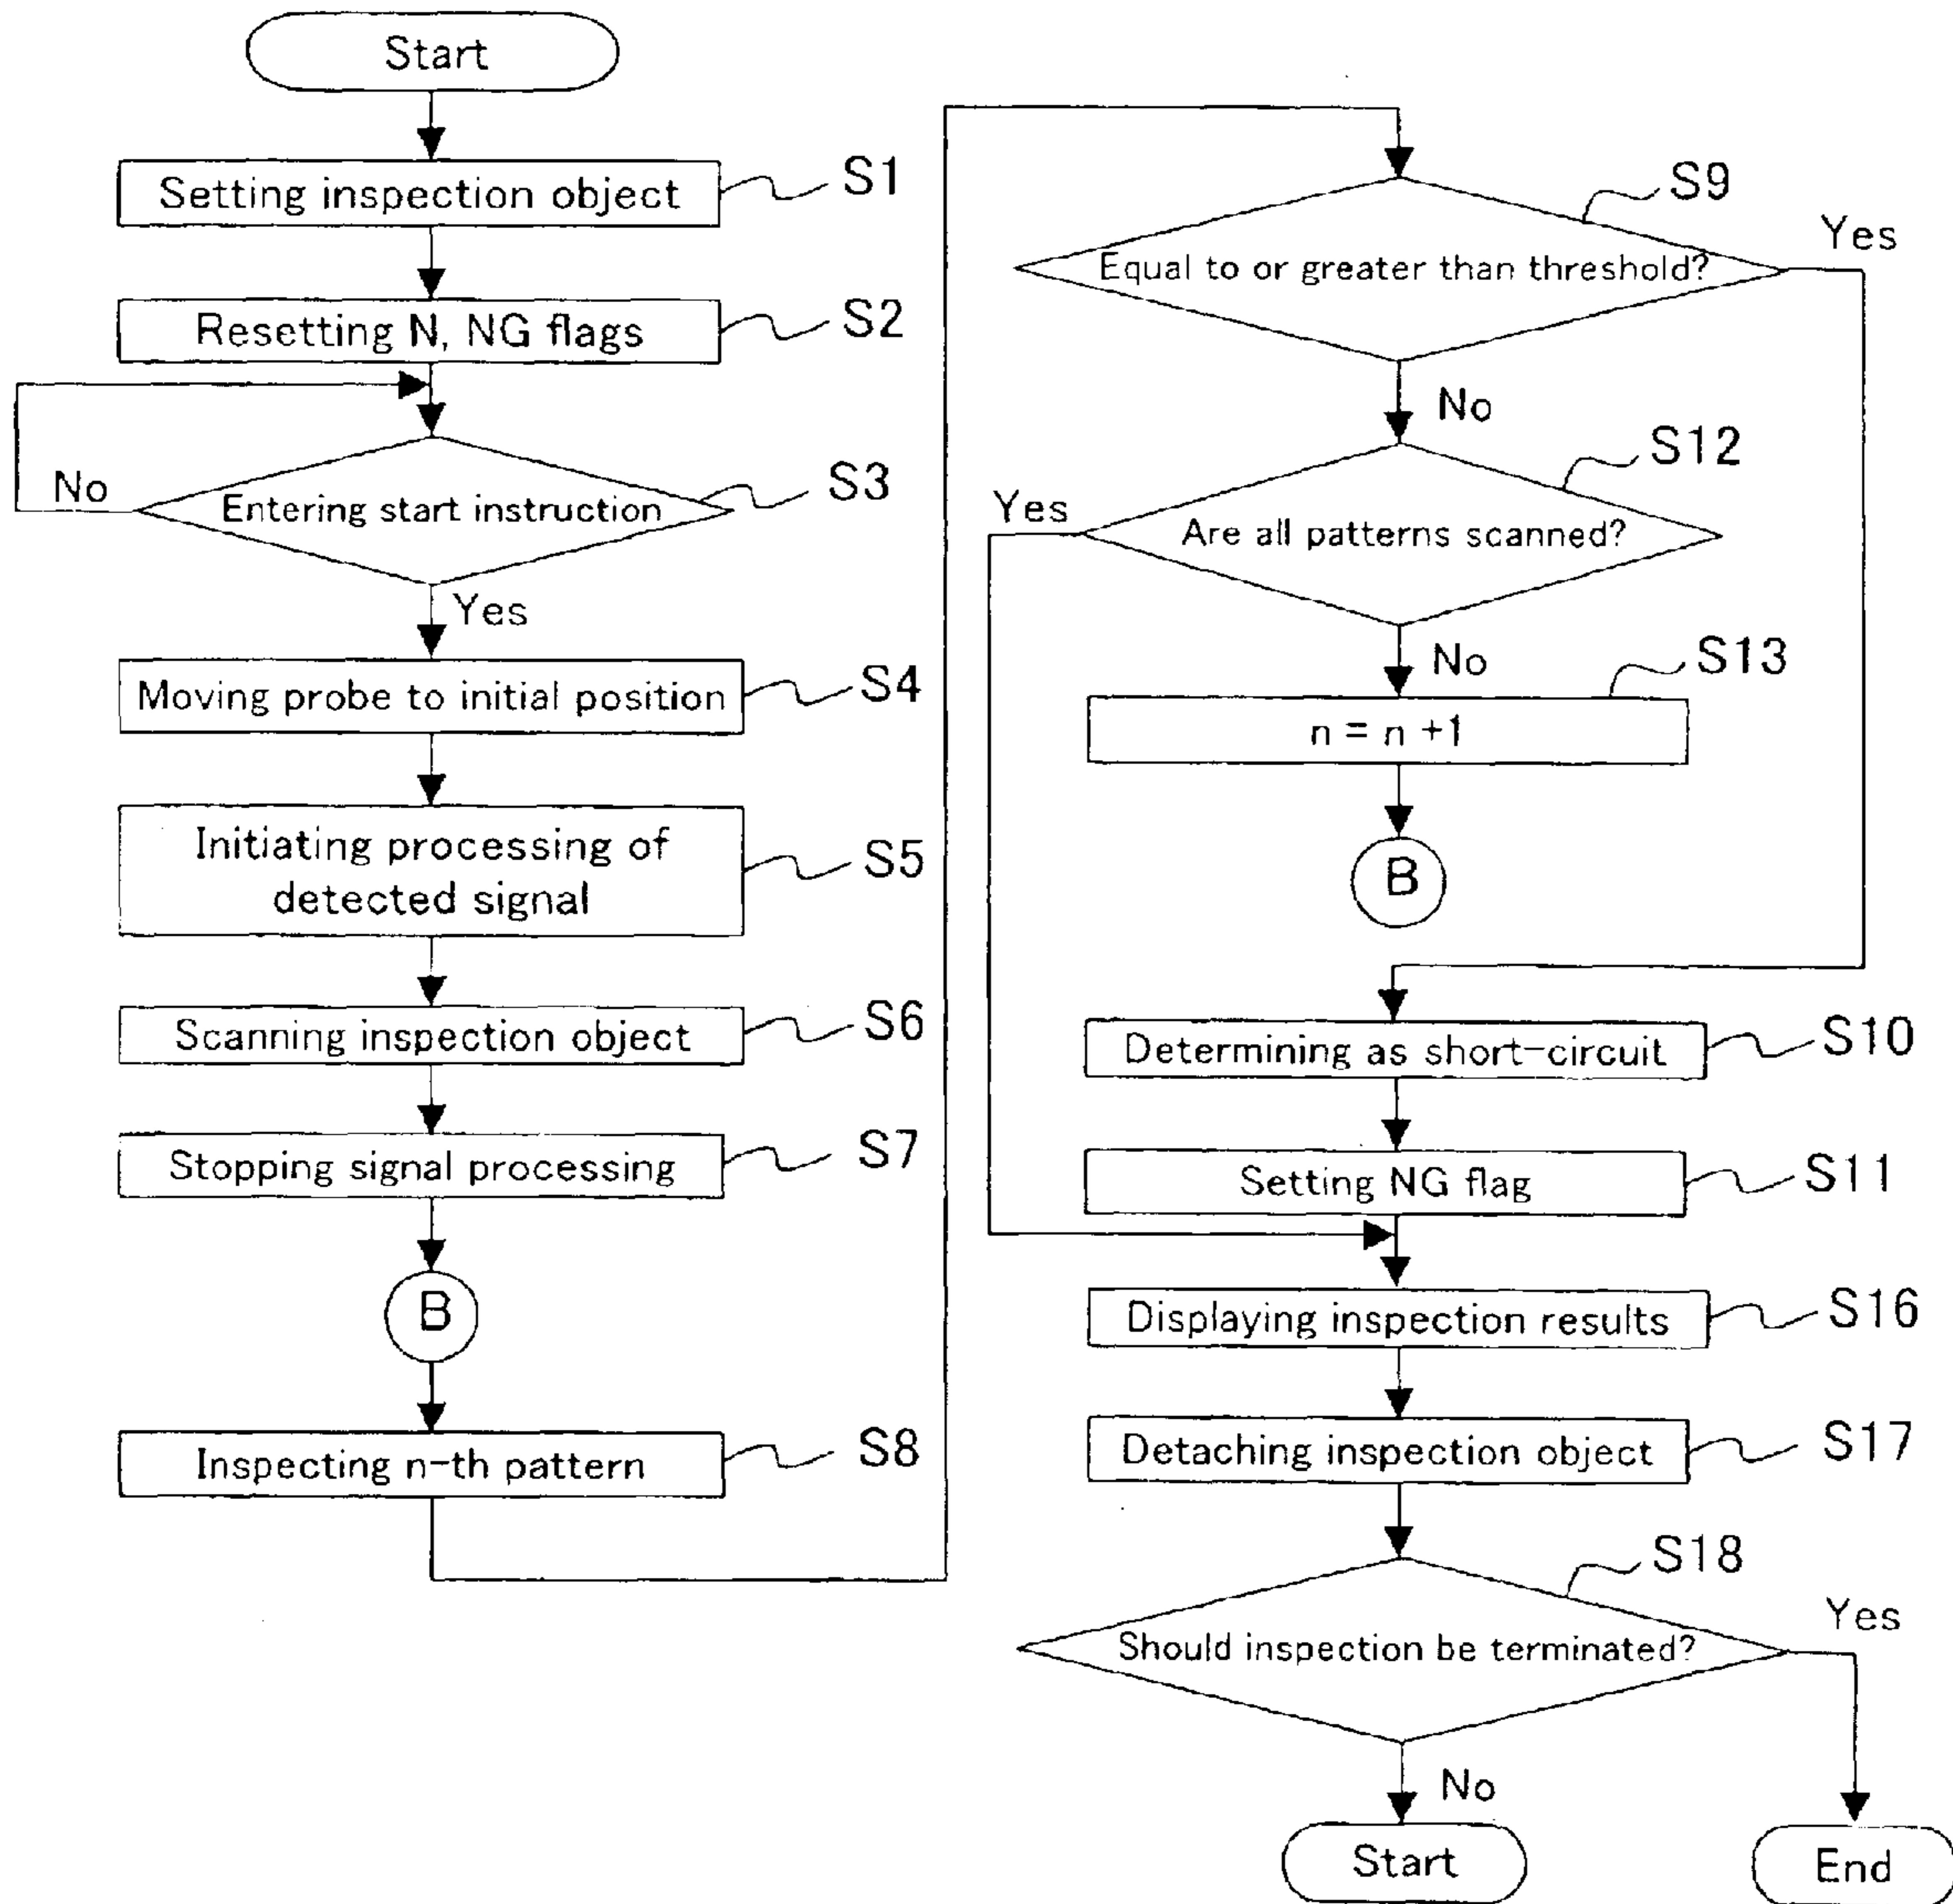 Start
Setting inspection object
S1
Resetting N, NG flags
S2
No
Entering start instruction
S3
Yes
Moving probe to initial position
S4
Initiating processing of
detected signal
S5
Scanning inspection object
S6
Stopping signal processing
S7
B
Inspecting n-th pattern
S8
S9
Equal to or greater than threshold?
Yes
No
S12
Yes
Are all patterns scanned?
No
S13
n = n +1
B
Determining as short-circuit
S10
Setting NG flag
S11
Displaying inspection results
S16
Detaching inspection object
S17
S18
Should inspection be terminated?
Yes
No
Start
End